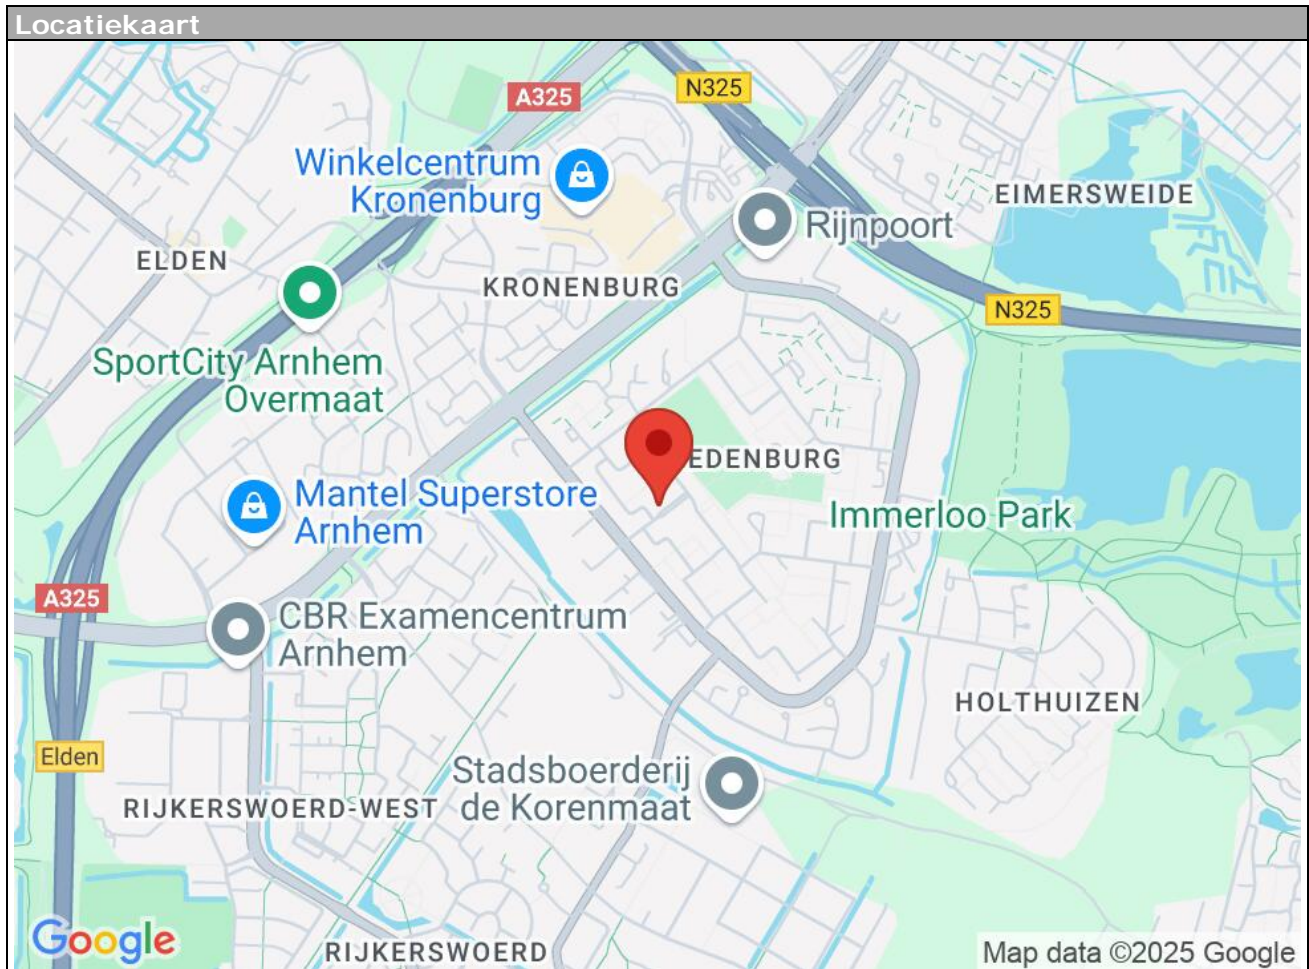 Locatiekaart
A325
N325
Winkelcentrum
Kronenburg
EIMERSWEIDE
Rijnpoort
ELDEN
KRONENBURG
N325
SportCity Arnhem
Overmaat
EDENBURG
Mantel Superstore
Arnhem
Immerloo Park
A325
CBR Examencentrum
Arnhem
HOLTHUIZEN
Elden
Stadsboerderij
de Korenmaat
RIJKERSWOERD-WEST
Google
RIJKERSWOERD
Map data ©2025 Google